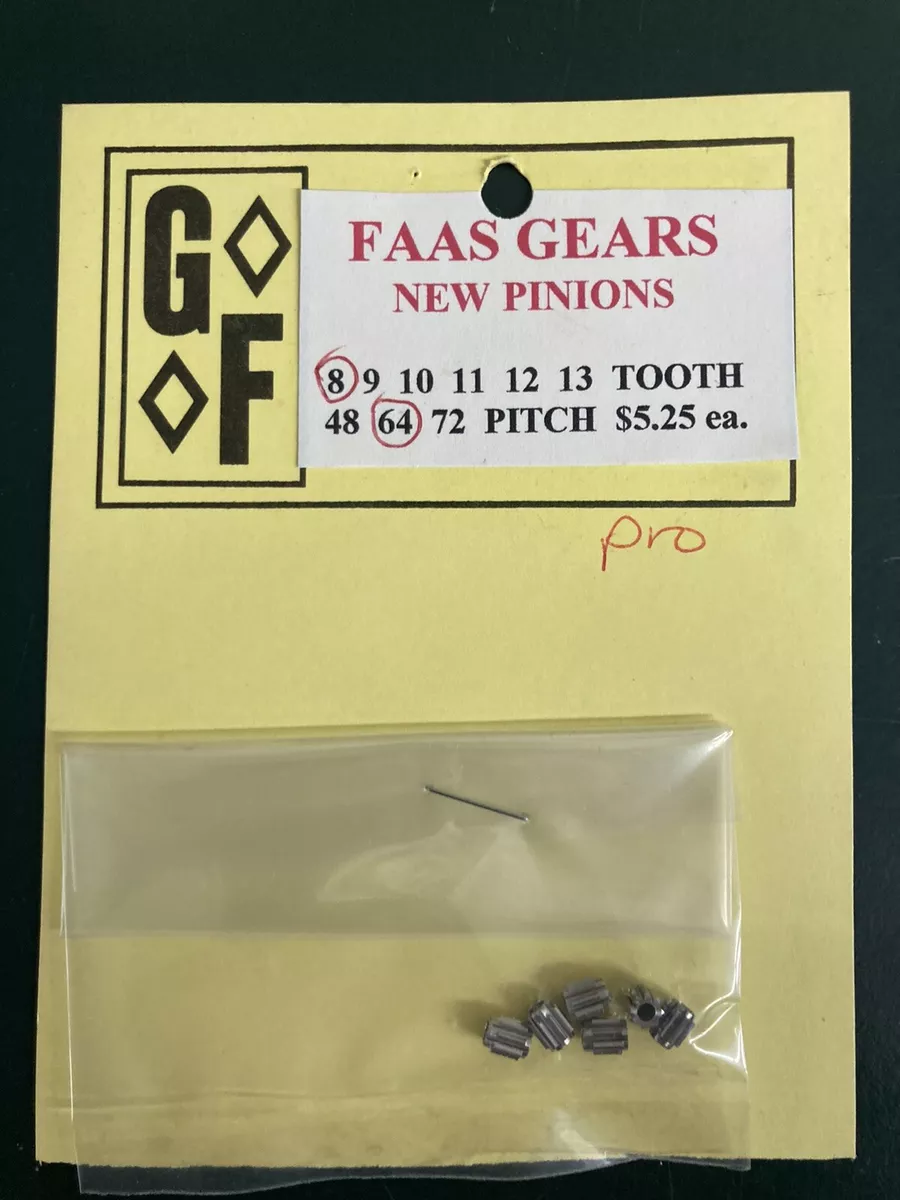 G
F
FAAS GEARS
NEW PINIONS
8 9 10 11 12 13 TOOTH
48 64 72 PITCH $5.25 ea.
pro